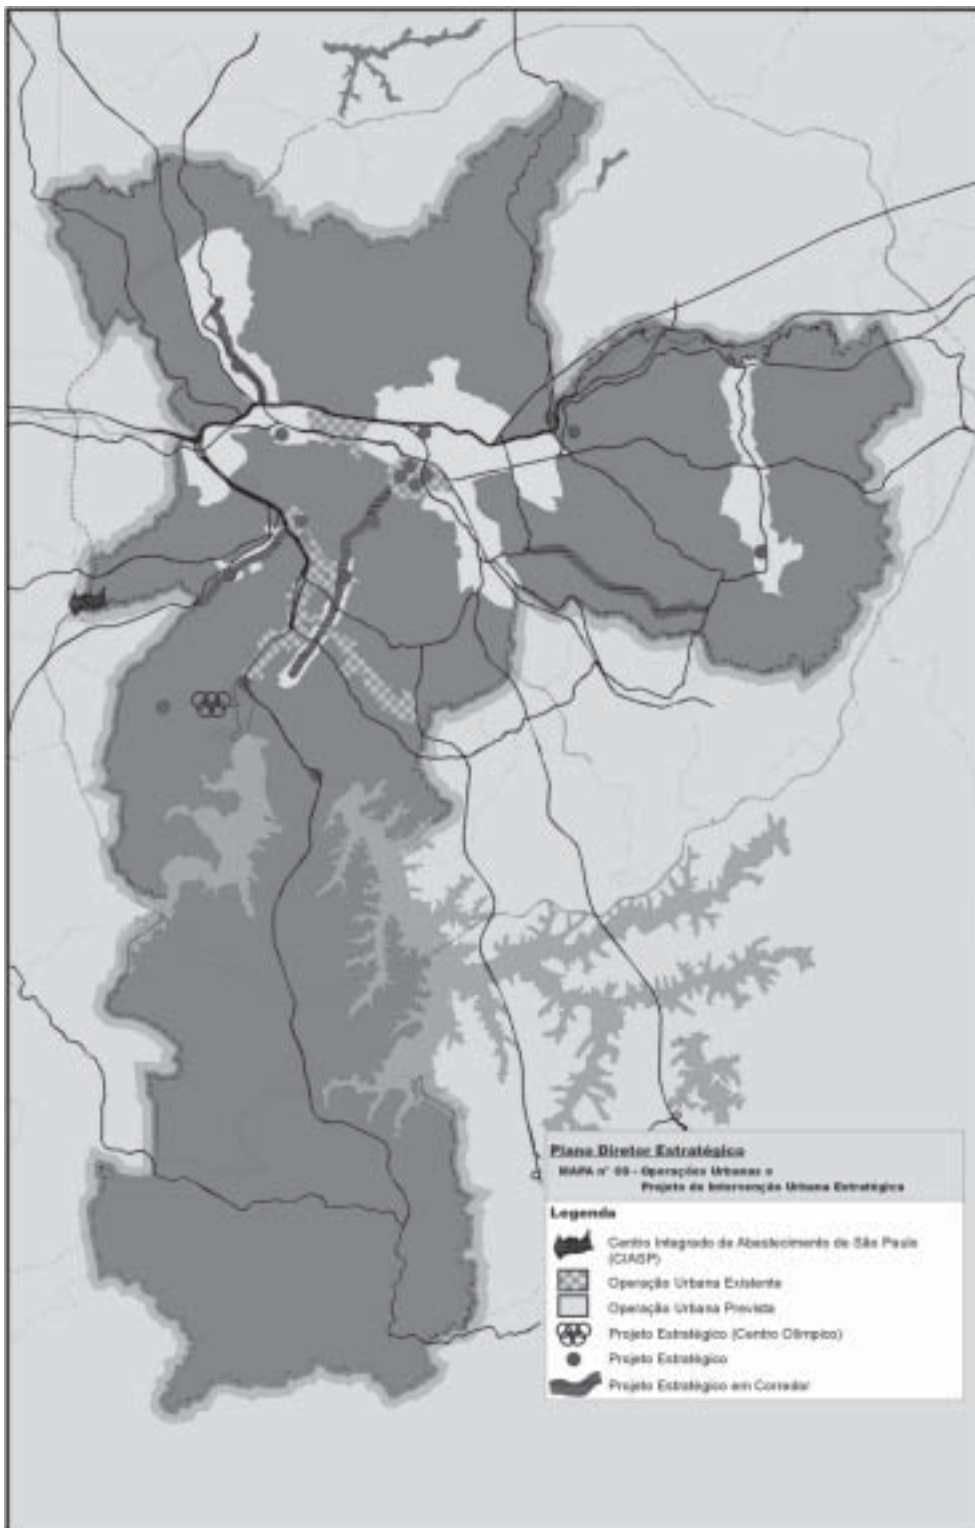 Plano Diretor Estratégico
MAPA nº 09 - Operações Urbanas e
Projeto de Intervenção Urbana Estratégica
Legenda
Centro Integrado de Abastecimento de São Paulo
(CIASP)
Operação Urbana Existente
Operação Urbana Prevista
Projeto Estratégico (Centro Olímpico)
Projeto Estratégico
Projeto Estratégico em Corredor